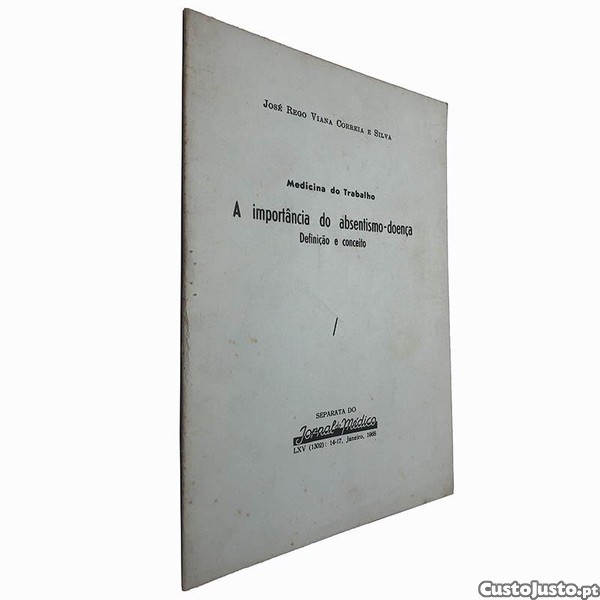 José Rego Viana Correia e Silva
Medicina do Trabalho
A importância do absentismo-doença
Definição e conceito
/
SEPARATA DO
Jornal do Médico
LXV (1302): 14-17, Janeiro, 1968
CustoJusto.pt